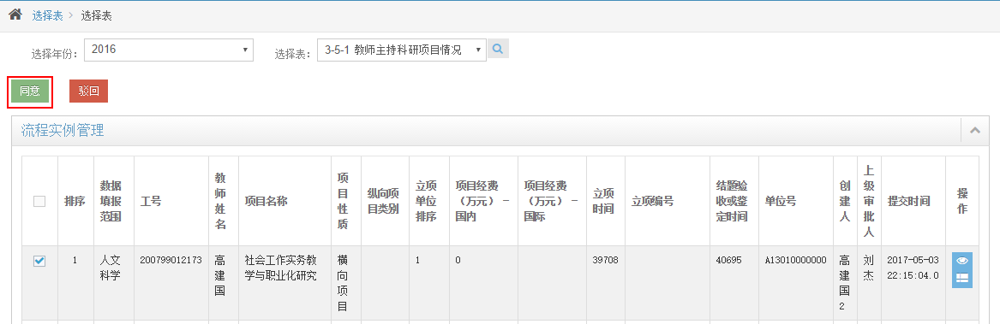 选择表 > 选择表
选择年份: 2016 选择表: 3-5-1 教师主持科研项目情况
同意 驳回
流程实例管理
排序 数据填报范围 工号 教师姓名 项目名称 项目性质 纵向项目类别 立项单位排序 项目经费（万元）－国内 项目经费（万元）－国际 立项时间 立项编号 结题验收或鉴定时间 单位号 创建人 上级审批人 提交时间 操作
1 人文科学 200799012173 高建国 社会工作实务教学与职业化研究 横向项目 1 0 39708 40695 A13010000000 高建国2 刘杰 2017-05-03 22:15:04.0